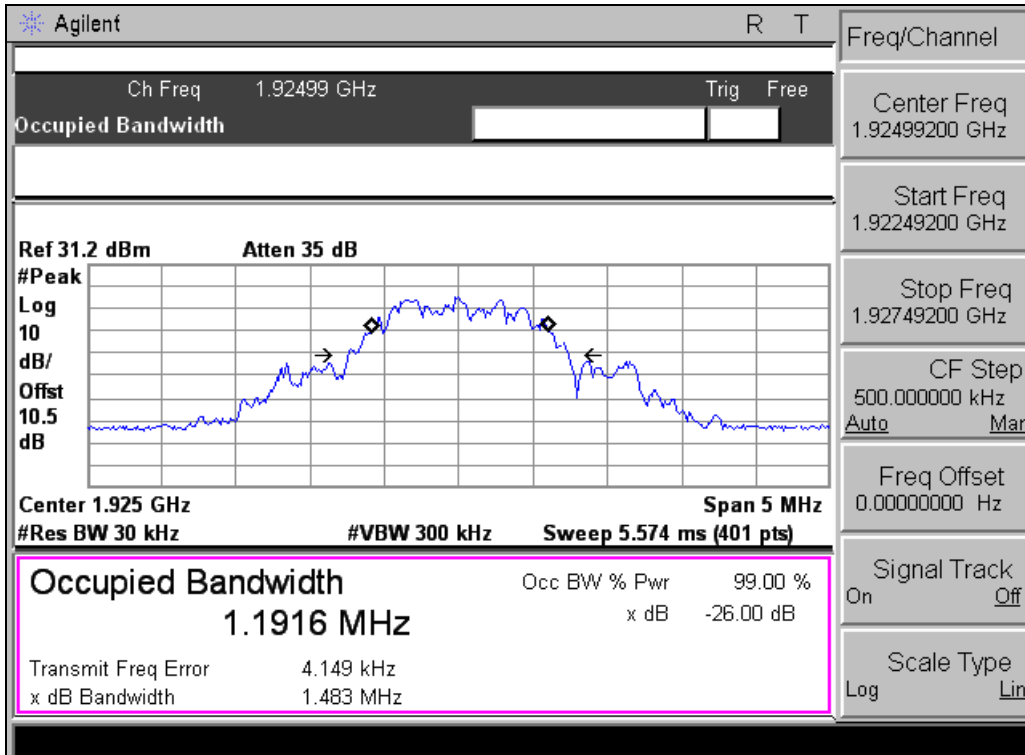 Agilent R T
Freq/Channel
Ch Freq 1.92499 GHz Trig Free
Occupied Bandwidth
Center Freq
1.92499200 GHz
Start Freq
1.92249200 GHz
Stop Freq
1.92749200 GHz
CF Step
500.000000 kHz
Auto Man
Freq Offset
0.00000000 Hz
Signal Track
On Off
Scale Type
Log Lin
Ref 31.2 dBm Atten 35 dB
#Peak
Log
10
dB/
Offst
10.5
dB
Center 1.925 GHz Span 5 MHz
#Res BW 30 kHz #VBW 300 kHz Sweep 5.574 ms (401 pts)
Occupied Bandwidth
1.1916 MHz
Occ BW % Pwr 99.00 %
x dB -26.00 dB
Transmit Freq Error 4.149 kHz
x dB Bandwidth 1.483 MHz